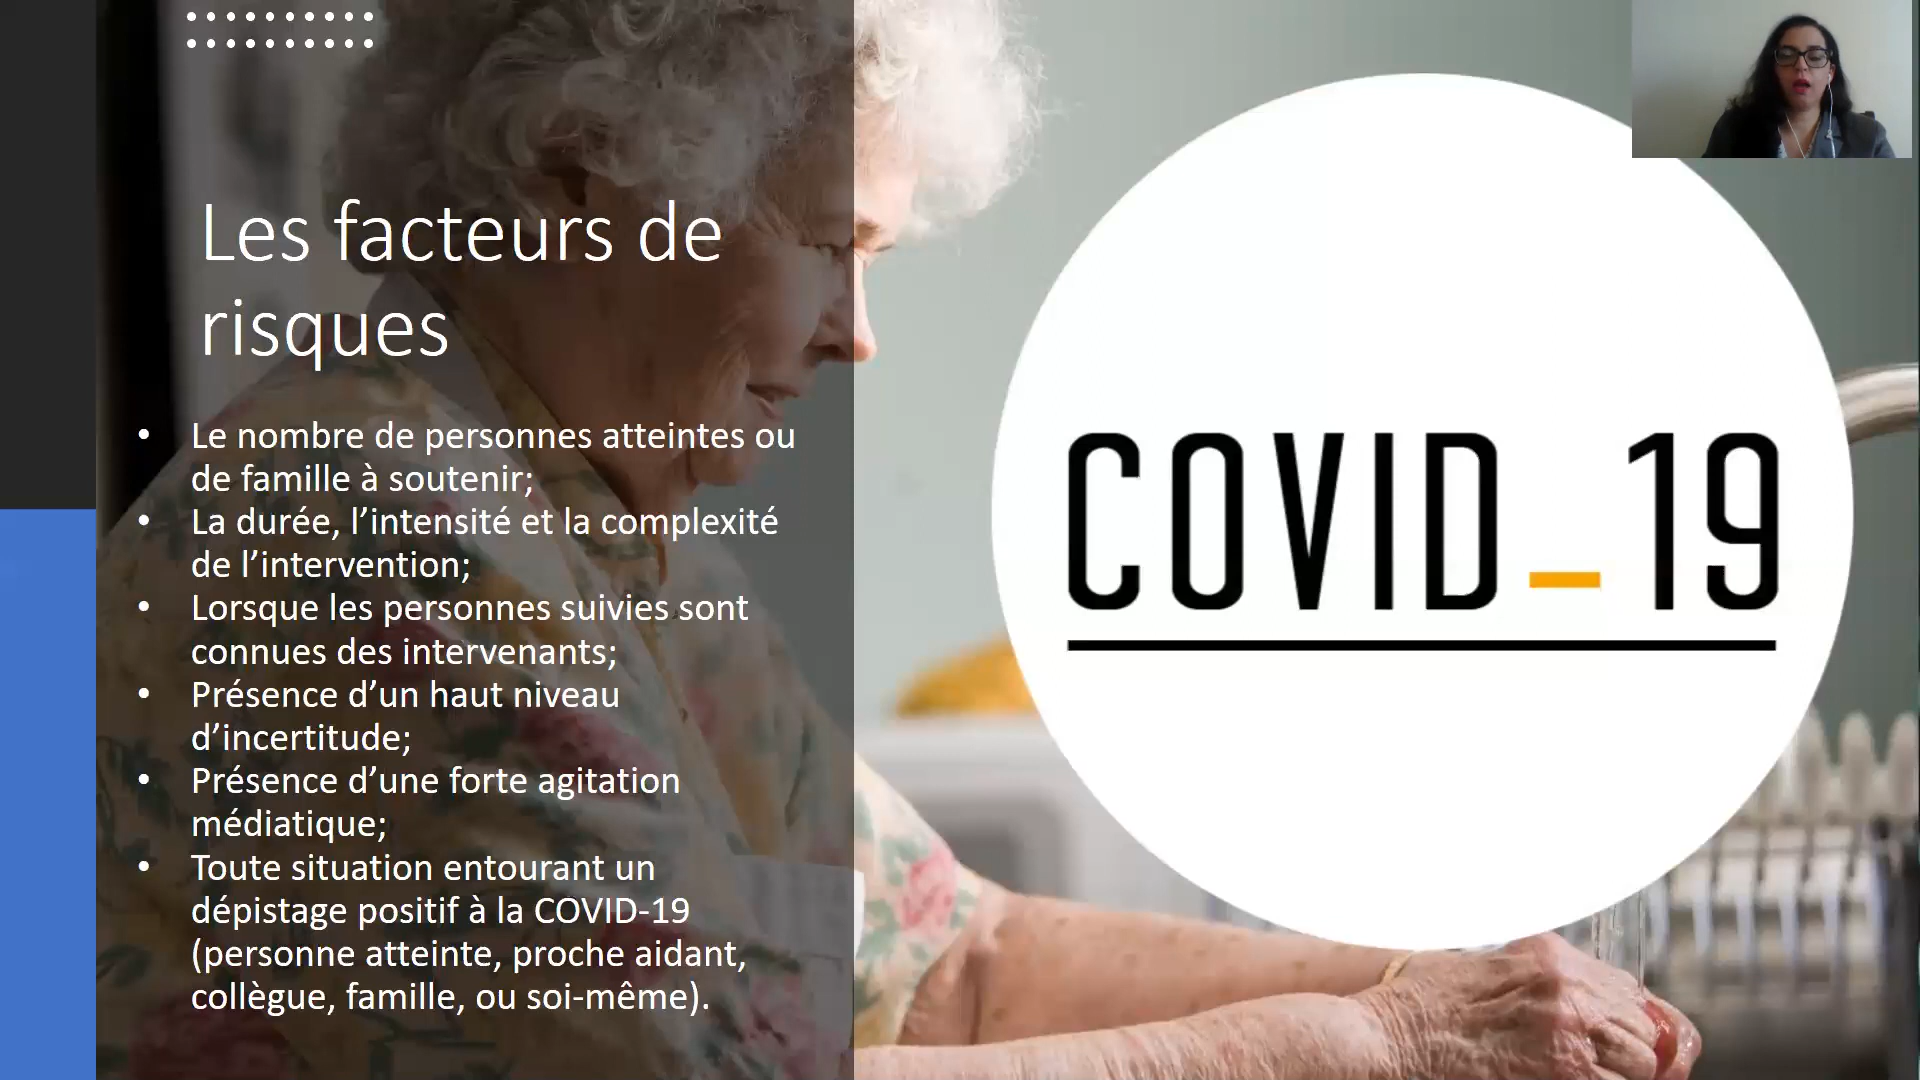 Les facteurs de
risques
• Le nombre de personnes atteintes ou
de famille à soutenir;
• La durée, l’intensité et la complexité
de l’intervention;
• Lorsque les personnes suivies sont
connues des intervenants;
• Présence d’un haut niveau
d’incertitude;
• Présence d’une forte agitation
médiatique;
• Toute situation entourant un
dépistage positif à la COVID-19
(personne atteinte, proche aidant,
collègue, famille, ou soi-même).
COVID_19